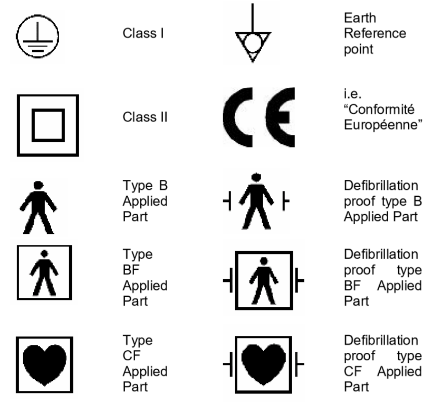 Class I
Earth
Reference
point
Class II
CE
i.e.
“Conformité
Européenne”
Type B
Applied
Part
Defibrillation
proof type B
Applied Part
Type
BF
Applied
Part
Defibrillation
proof type
BF Applied
Part
Type
CF
Applied
Part
Defibrillation
proof type
CF Applied
Part